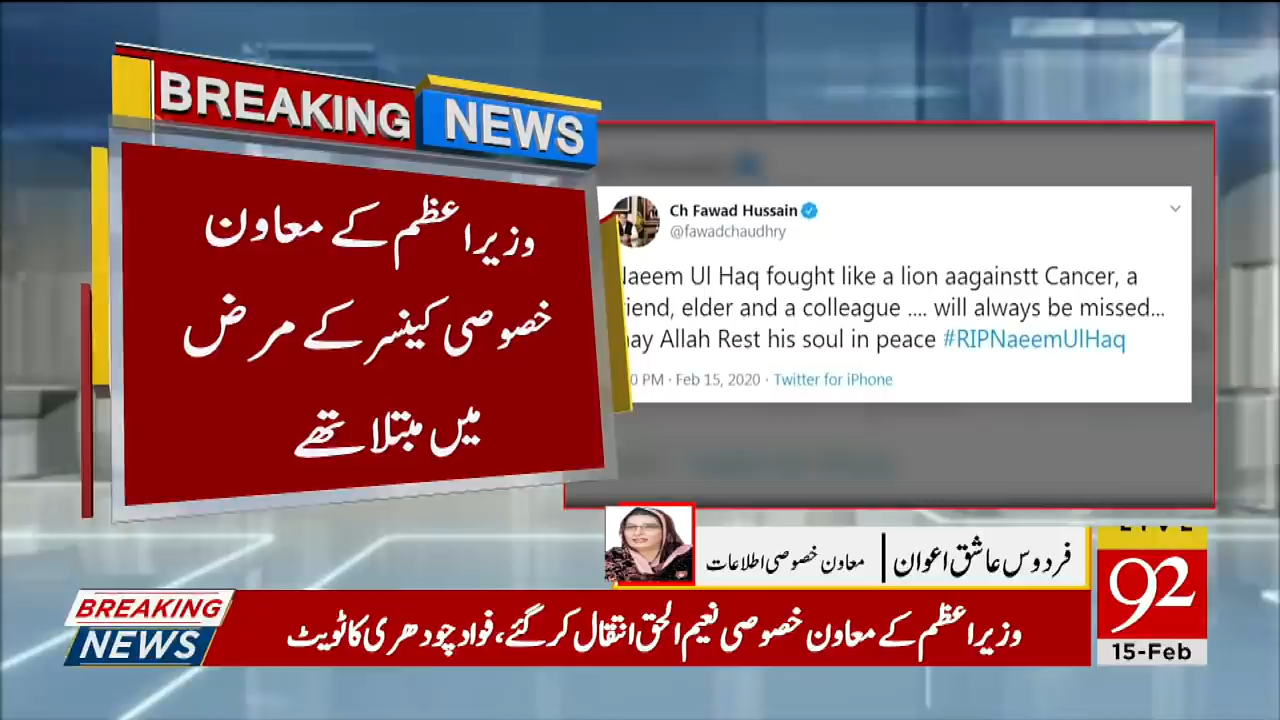 BREAKING NEWS
وزیراعظم کے معاون
خصوصی کینسر کے مرض
میں مبتلا تھے
Ch Fawad Hussain
@fawadchaudhry
Ul Haq fought like a lion aagainstt Cancer, a
elder and a colleague .... will always be missed...
Allah Rest his soul in peace #RIPNaeemUlHaq
0 PM · Feb 15, 2020 · Twitter for iPhone
فردوس عاشق اعوان | معاون خصوصی اطلاعات
LIVE
92
15-Feb
BREAKING
NEWS
وزیراعظم کے معاون خصوصی نعیم الحق انتقال کر گئے، فواد چودھری کا ٹویٹ